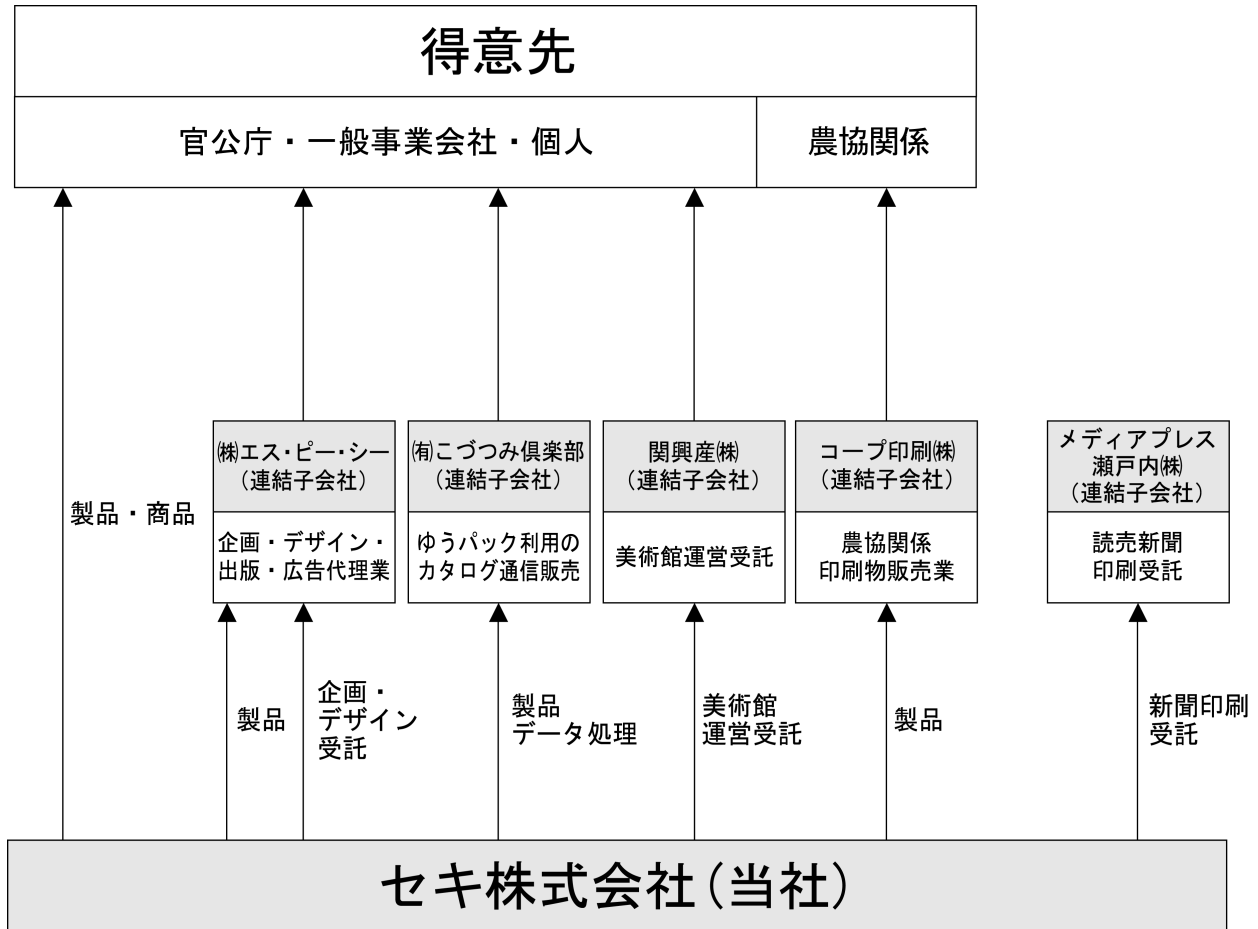 得意先
官公庁・一般事業会社・個人
農協関係
製品・商品
㈱エス・ピー・シー
（連結子会社）
企画・デザイン・
出版・広告代理業
㈲こづつみ倶楽部
（連結子会社）
ゆうパック利用の
カタログ通信販売
関興産㈱
（連結子会社）
美術館運営受託
コープ印刷㈱
（連結子会社）
農協関係
印刷物販売業
メディアプレス
瀬戸内㈱
（連結子会社）
読売新聞
印刷受託
製品
企画・
デザイン
受託
製品
データ処理
美術館
運営受託
製品
新聞印刷
受託
セキ株式会社（当社）